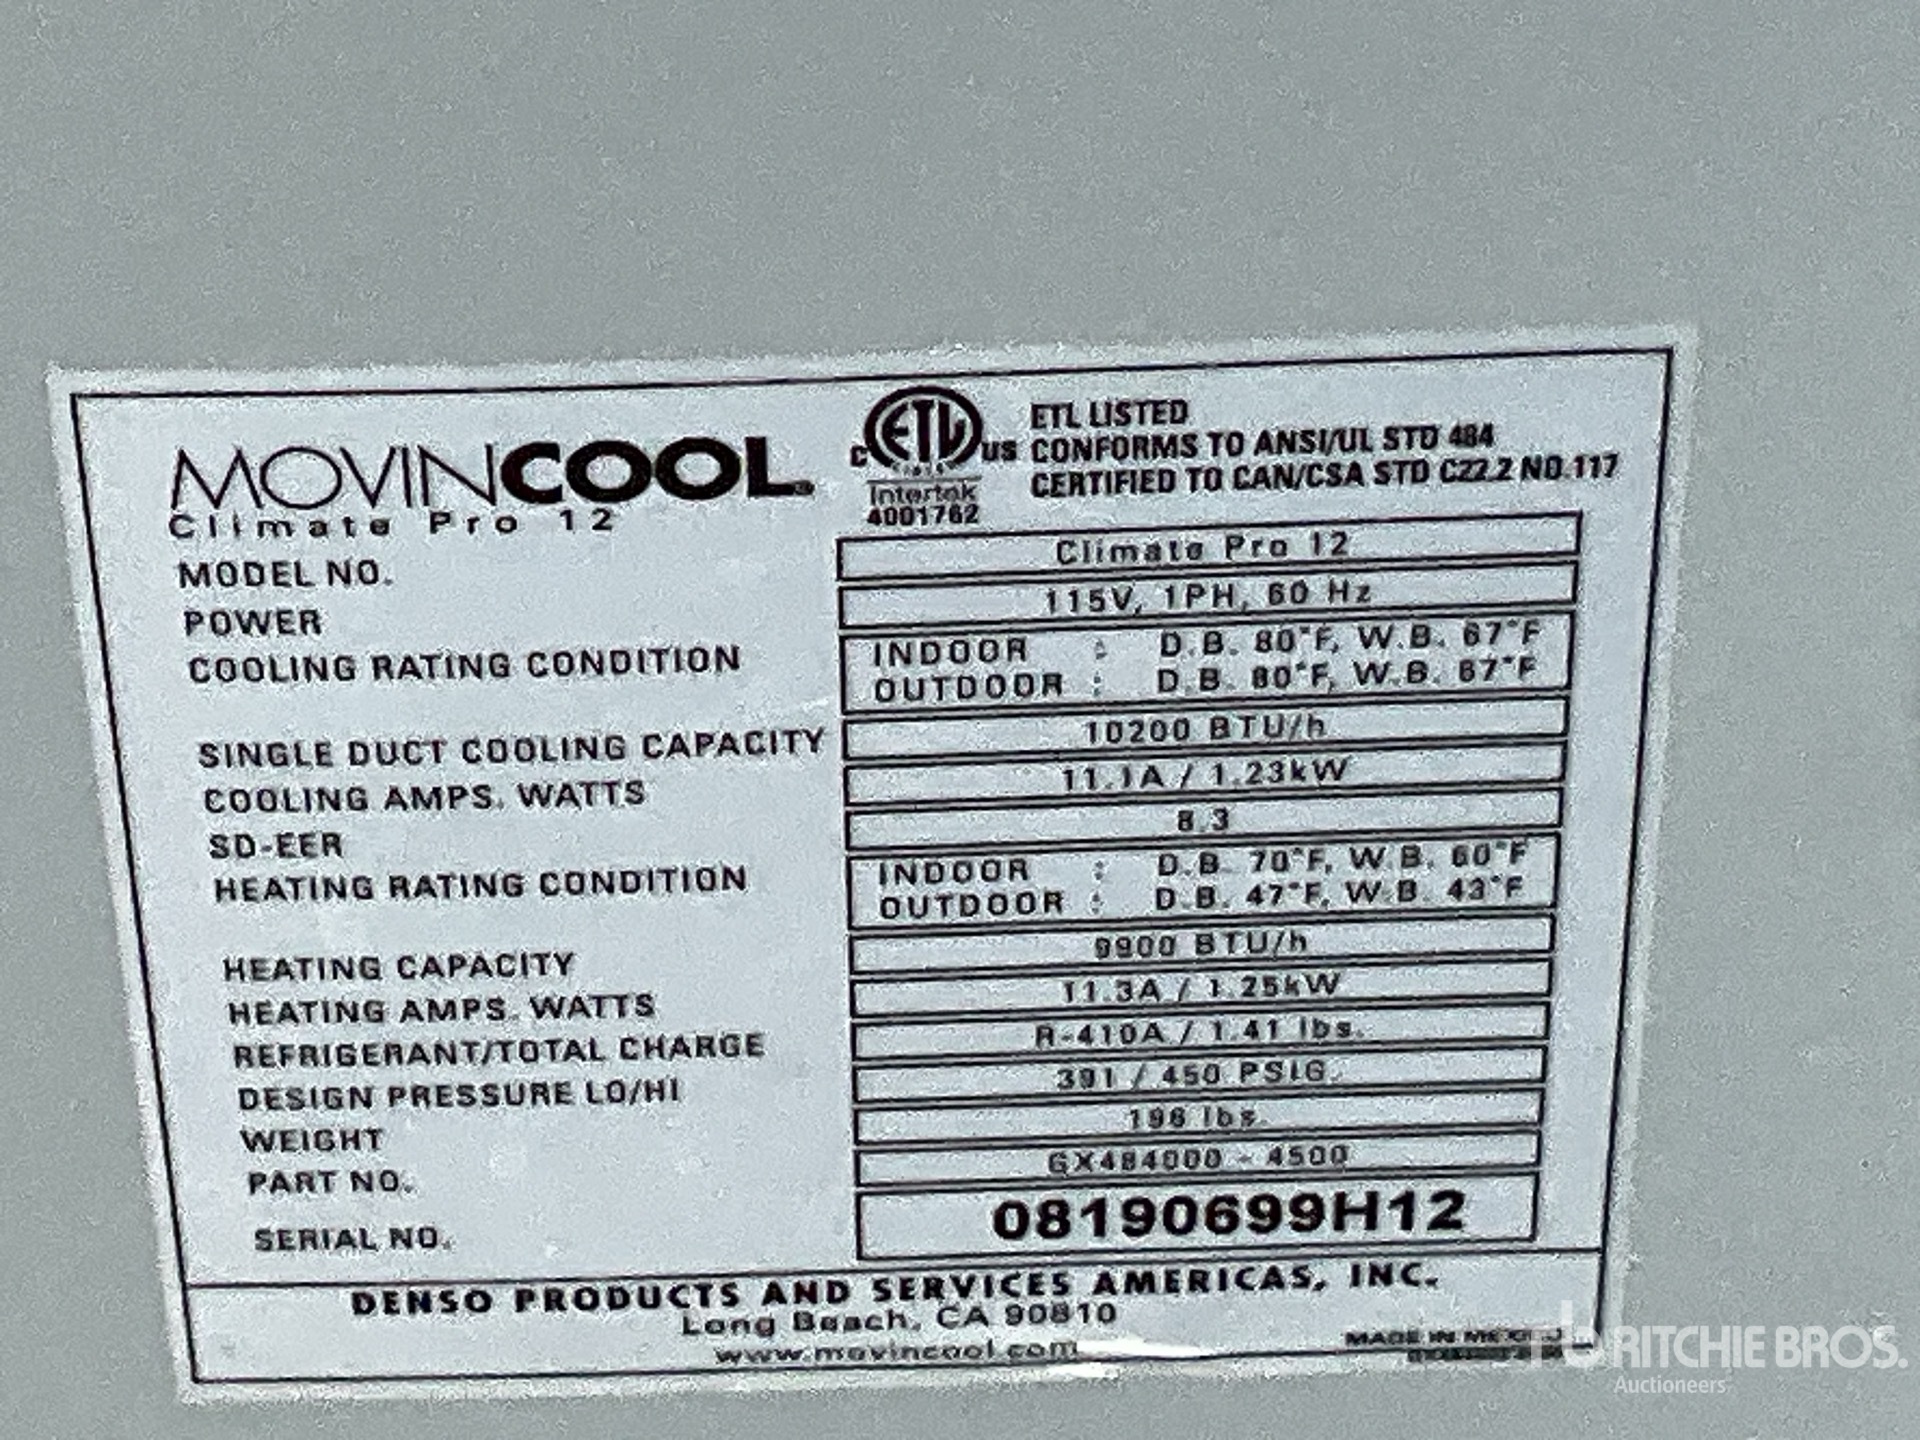 MOVINCOOL®
Climate Pro 12
C ETL US
Intertek
4001762
ETL LISTED
CONFORMS TO ANSI/UL STD 484
CERTIFIED TO CAN/CSA STD C22.2 NO.117
MODEL NO. Climate Pro 12
POWER 115V, 1PH, 60 Hz
COOLING RATING CONDITION INDOOR : D.B. 80°F, W.B. 67°F
OUTDOOR : D.B. 80°F, W.B. 67°F
SINGLE DUCT COOLING CAPACITY 10200 BTU/h
COOLING AMPS. WATTS 11.1A / 1.23kW
SD-EER 8.3
HEATING RATING CONDITION INDOOR : D.B. 70°F, W.B. 60°F
OUTDOOR : D.B. 47°F, W.B. 43°F
HEATING CAPACITY 9900 BTU/h
HEATING AMPS. WATTS 11.3A / 1.25kW
REFRIGERANT/TOTAL CHARGE R-410A / 1.41 lbs.
DESIGN PRESSURE LO/HI 391 / 450 PSIG.
WEIGHT 198 lbs.
PART NO. GX484000 - 4500
SERIAL NO. 08190699H12
DENSO PRODUCTS AND SERVICES AMERICAS, INC.
Long Beach, CA 90810
www.movincool.com
MADE IN MEXICO
RITCHIE BROS.
Auctioneers